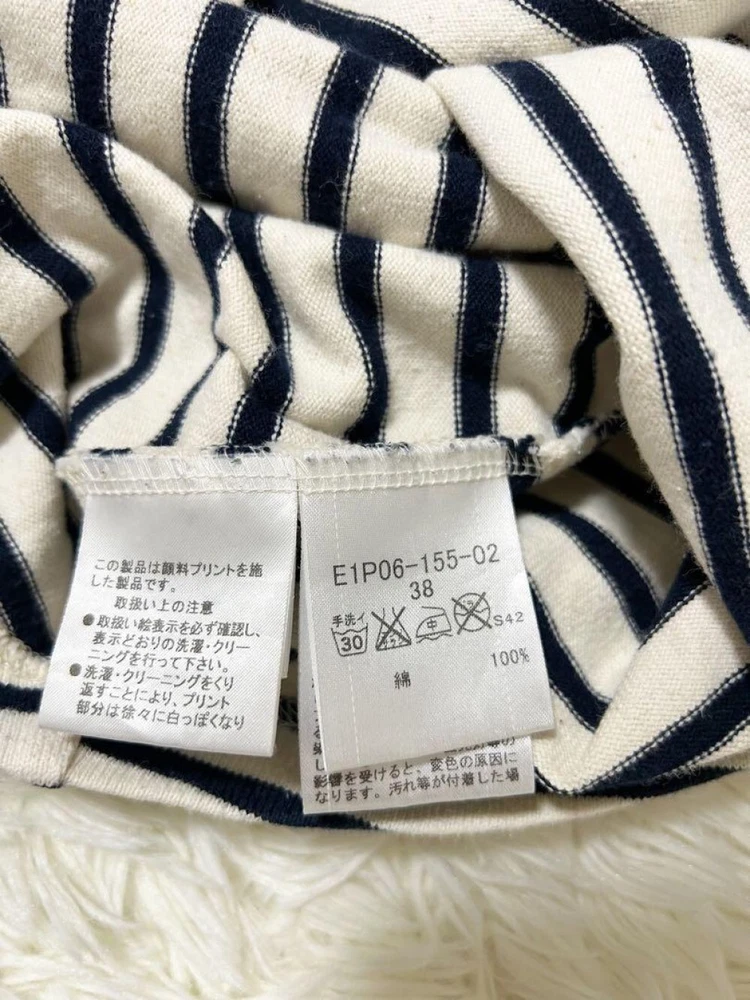 この製品は顔料プリントを施
した製品です。
取扱い上の注意
●取扱い絵表示を必ず確認し、
表示どおりの洗濯・クリー
ニングを行って下さい。
●洗濯・クリーニングをくり
返すことにより、プリント
部分は徐々に白っぽくなり
E1P06-155-02
38
手洗イ
30
中
S42
綿 100%
影響を受けると、変色の原因に
なります。汚れ等が付着した場